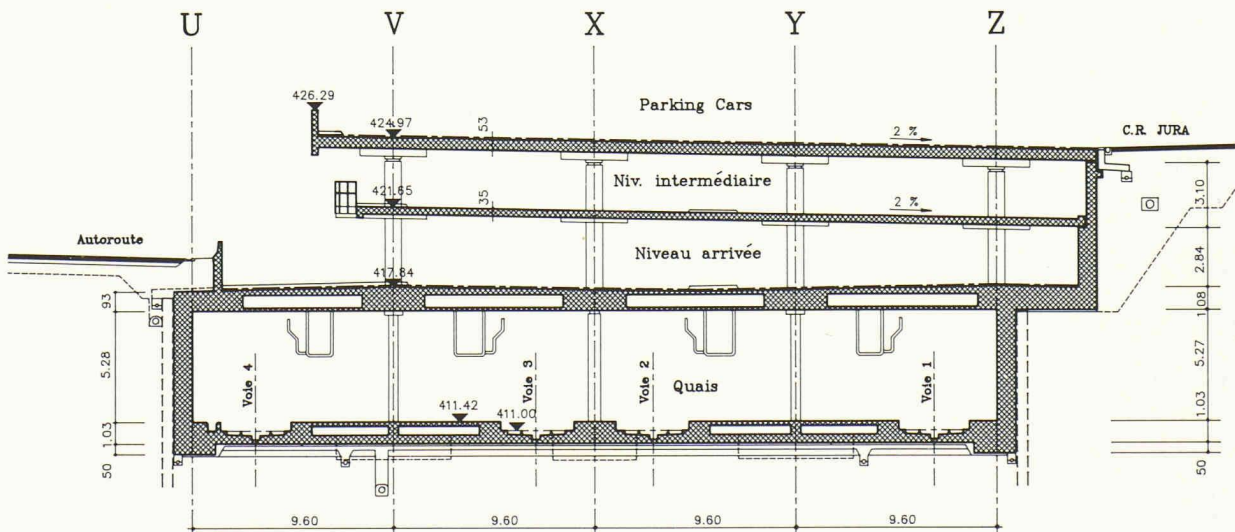 U V X Y Z
426.29
Parking Cars
424.97
53
2 %
C.R. JURA
Niv. intermédiaire
421.65
35
2 %
3.10
Autoroute
Niveau arrivée
417.84
2.84
93
1.08
5.28
5.27
Voie 4
Voie 3
Voie 2
Quais
Voie 1
411.42
411.00
1.03
1.03
50
50
9.60 9.60 9.60 9.60